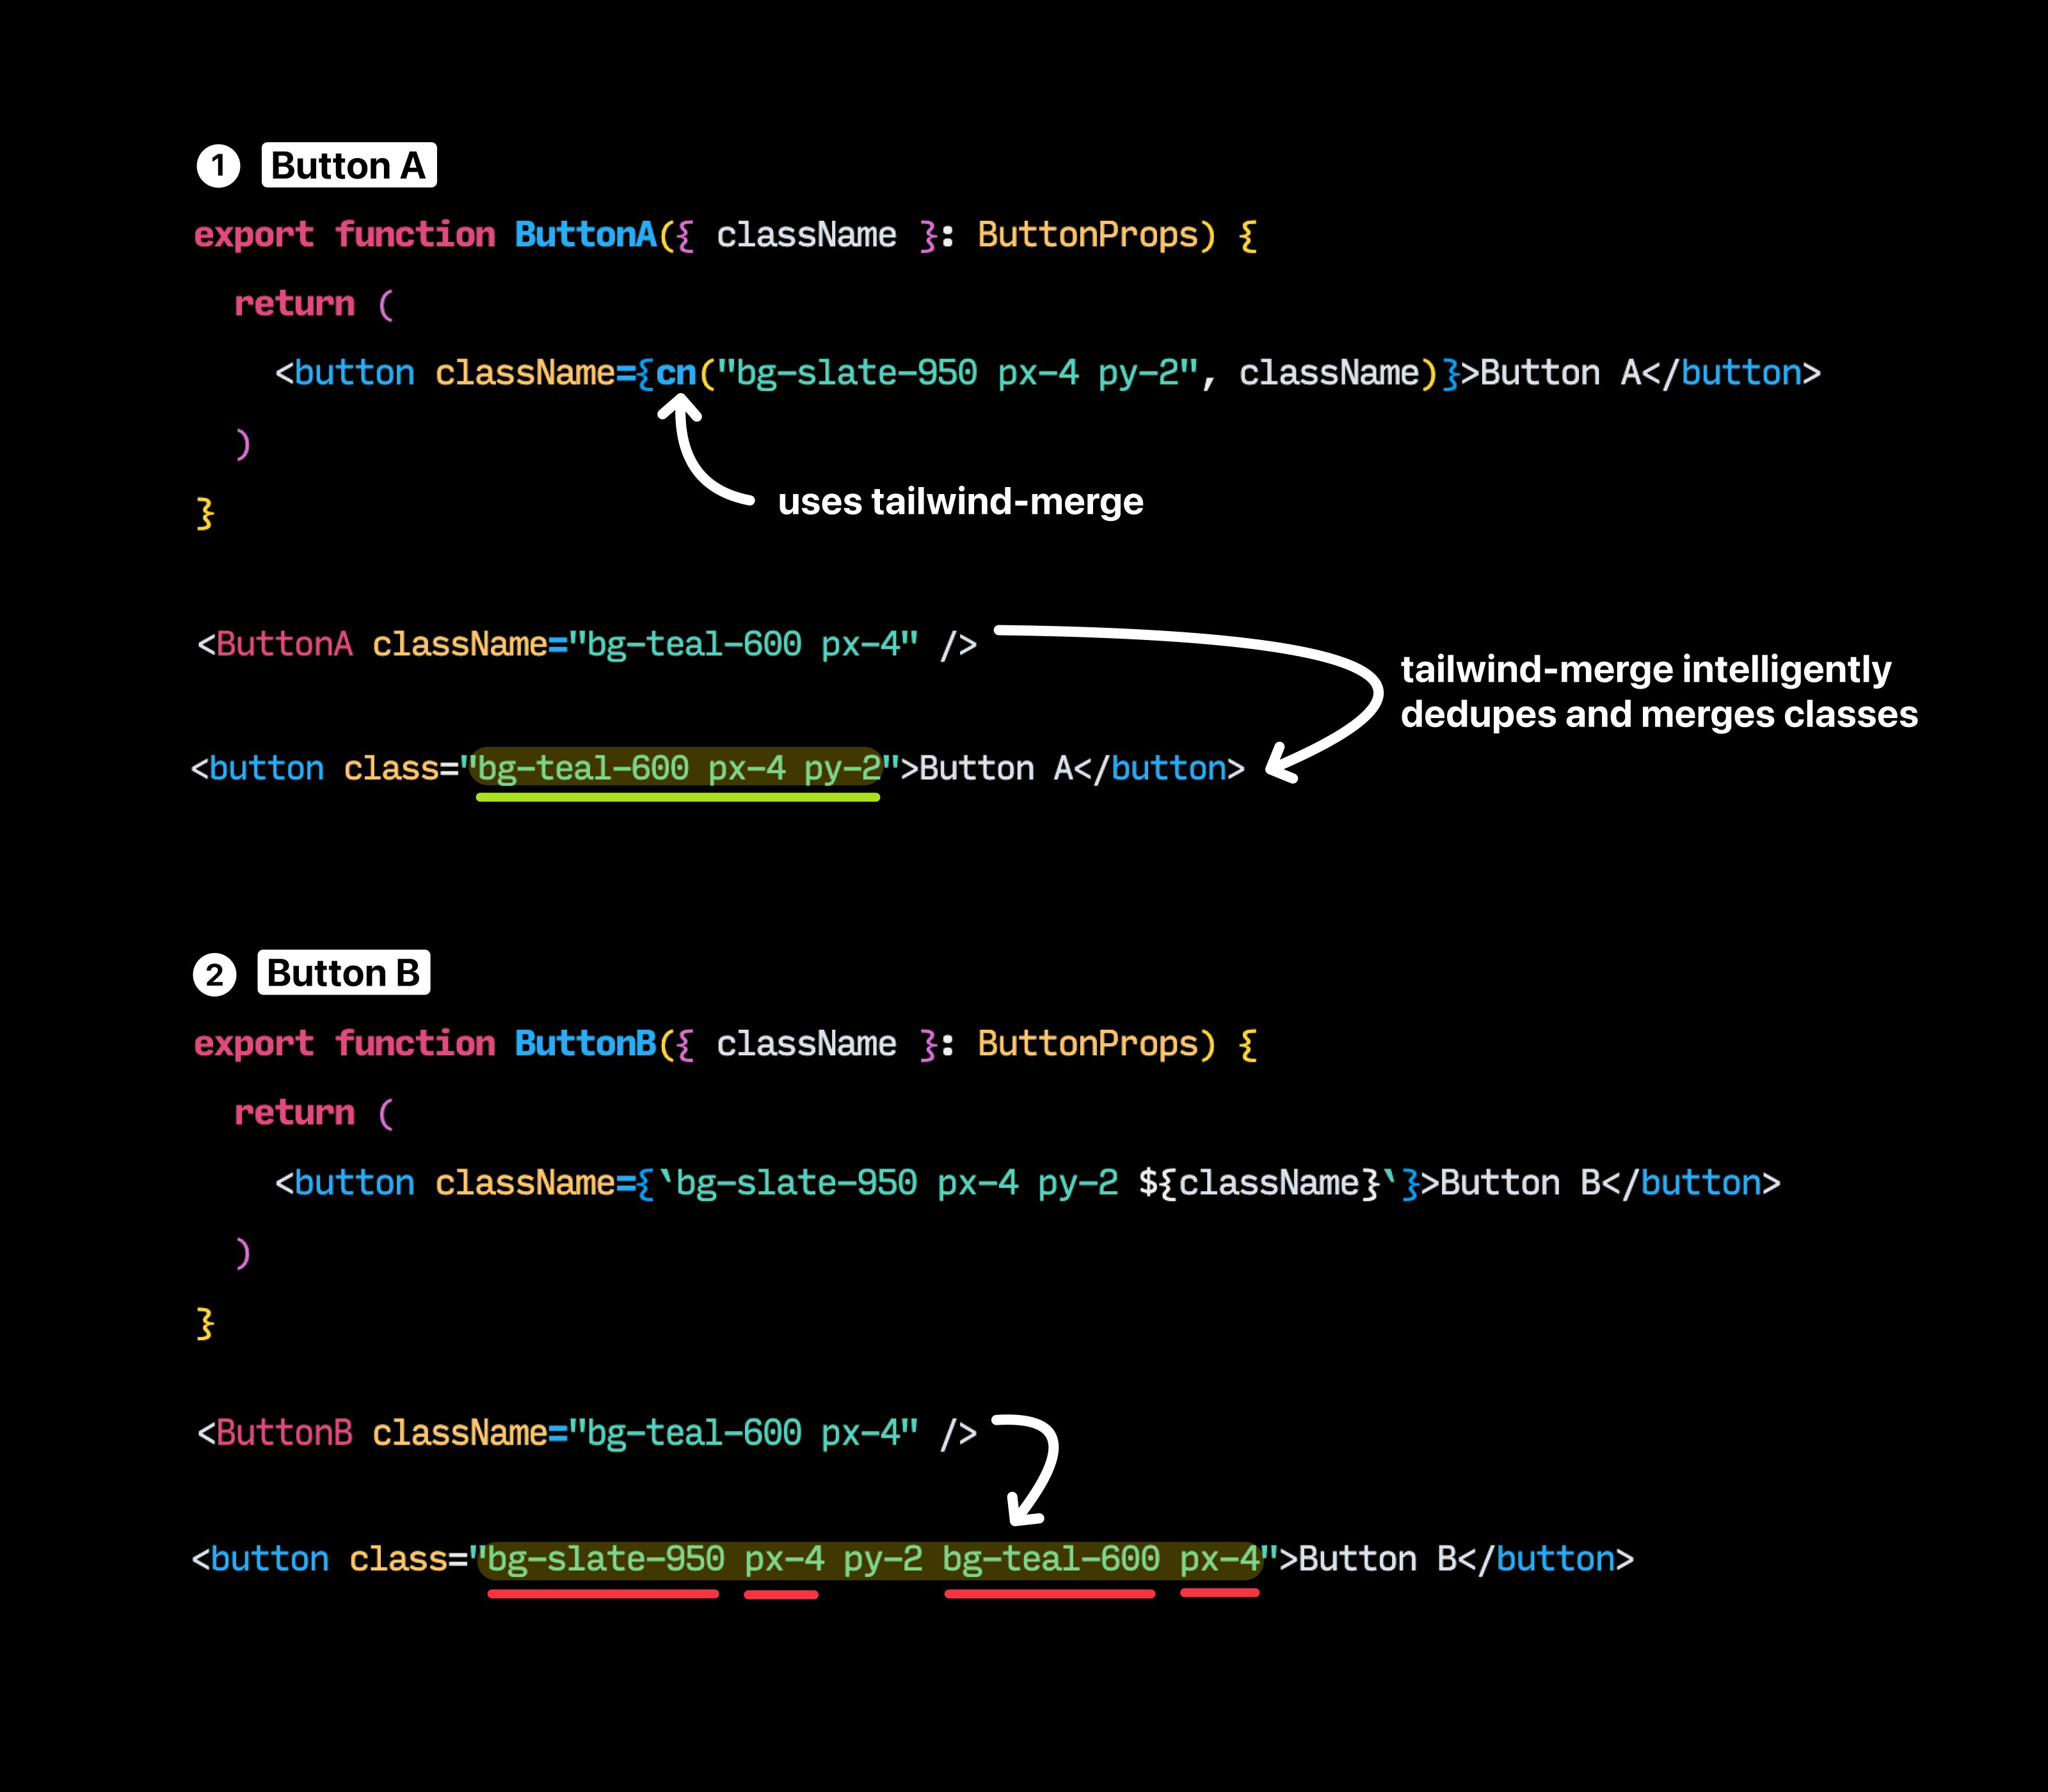 1 Button A
export function ButtonA({ className }: ButtonProps) {
return (
<button className={cn("bg-slate-950 px-4 py-2", className)}>Button A</button>
)
uses tailwind-merge
}
<ButtonA className="bg-teal-600 px-4" />
tailwind-merge intelligently
dedupes and merges classes
<button class="bg-teal-600 px-4 py-2">Button A</button>
2 Button B
export function ButtonB({ className }: ButtonProps) {
return (
<button className={`bg-slate-950 px-4 py-2 ${className}`}>Button B</button>
)
}
<ButtonB className="bg-teal-600 px-4" />
<button class="bg-slate-950 px-4 py-2 bg-teal-600 px-4">Button B</button>